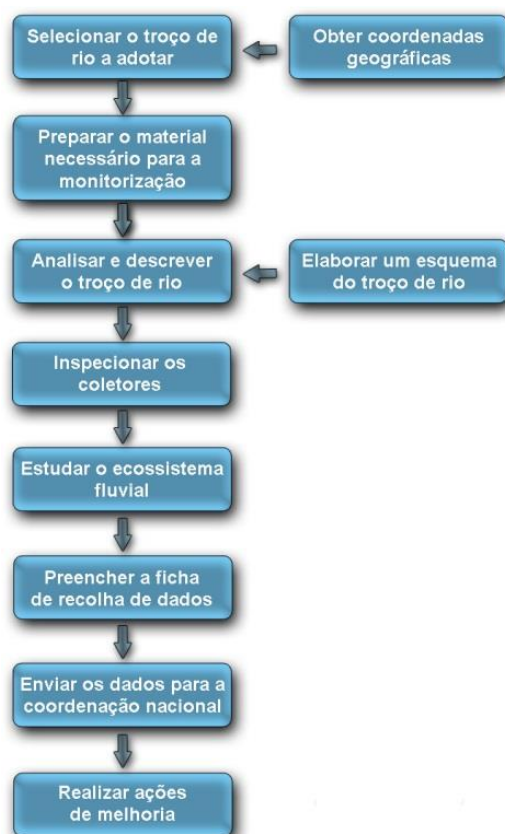 Selecionar o troço de
rio a adotar
Obter coordenadas
geográficas
Preparar o material
necessário para a
monitorização
Analisar e descrever
o troço de rio
Elaborar um esquema
do troço de rio
Inspecionar os
coletores
Estudar o ecossistema
fluvial
Preencher a ficha
de recolha de dados
Enviar os dados para a
coordenação nacional
Realizar ações
de melhoria